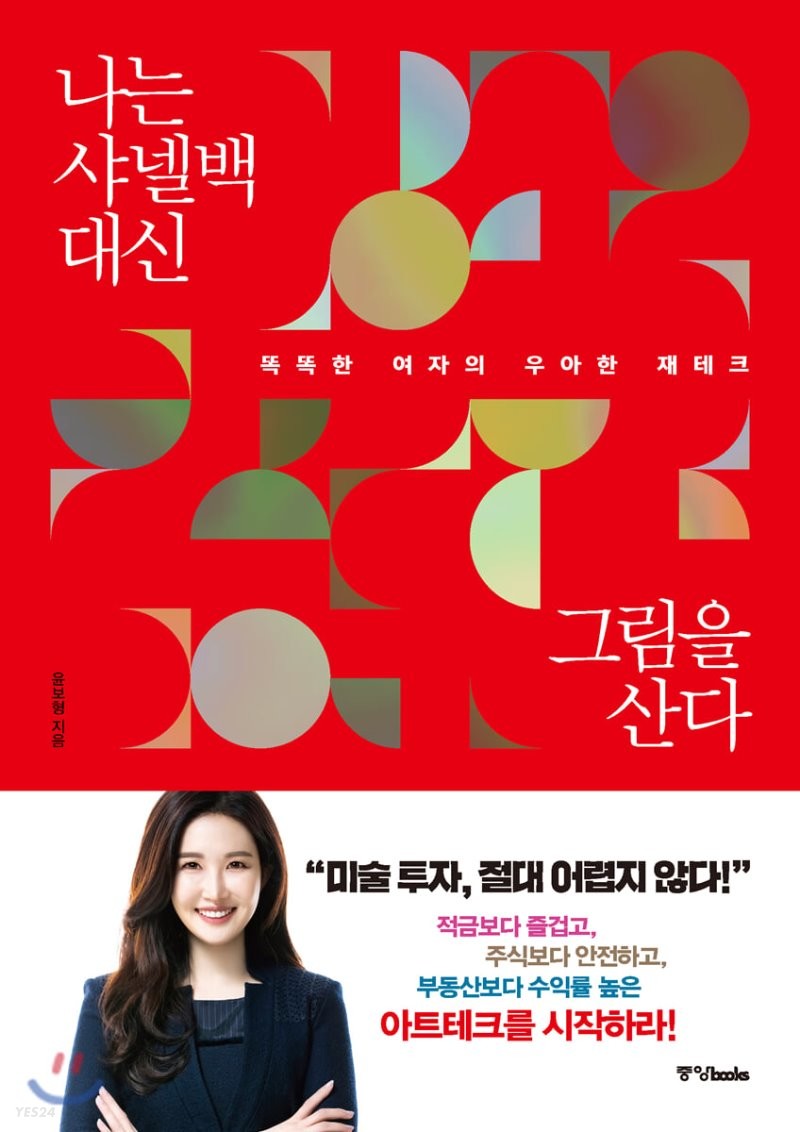 나는
샤넬백
대신
똑똑한 여자의 우아한 재테크
그림을
산다
윤보형 지음
“미술 투자, 절대 어렵지 않다!”
적금보다 즐겁고,
주식보다 안전하고,
부동산보다 수익률 높은
아트테크를 시작하라!
중앙books
YES24